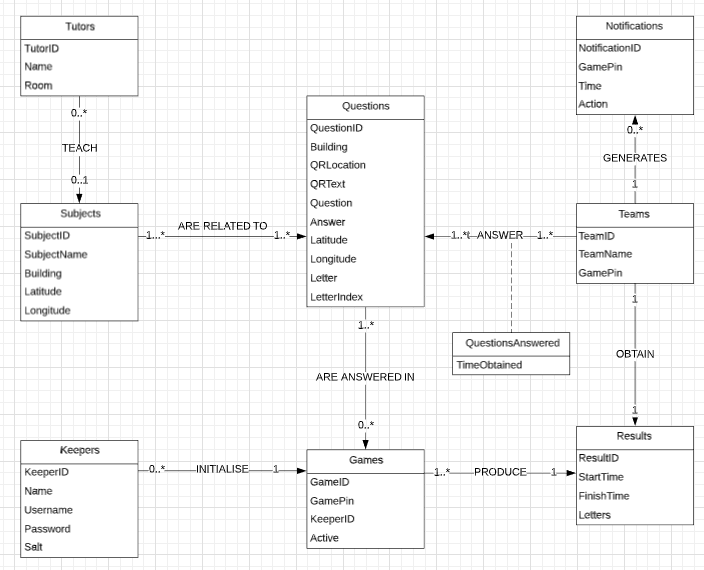 Tutors
TutorID
Name
Room
0..*
TEACH
0..1
Subjects
SubjectID
SubjectName
Building
Latitude
Longitude
1...*
ARE RELATED TO
1..*
Questions
QuestionID
Building
QRLocation
QRText
Question
Answer
Latitude
Longitude
Letter
LetterIndex
1..*
ARE ANSWERED IN
0..*
Notifications
NotificationID
GamePin
Time
Action
0..*
GENERATES
1
Teams
TeamID
TeamName
GamePin
1..*
ANSWER
1..*
QuestionsAnswered
TimeObtained
1
OBTAIN
1
Keepers
KeeperID
Name
Username
Password
Salt
0..*
INITIALISE
1
Games
GameID
GamePin
KeeperID
Active
1..*
PRODUCE
1
Results
ResultID
StartTime
FinishTime
Letters